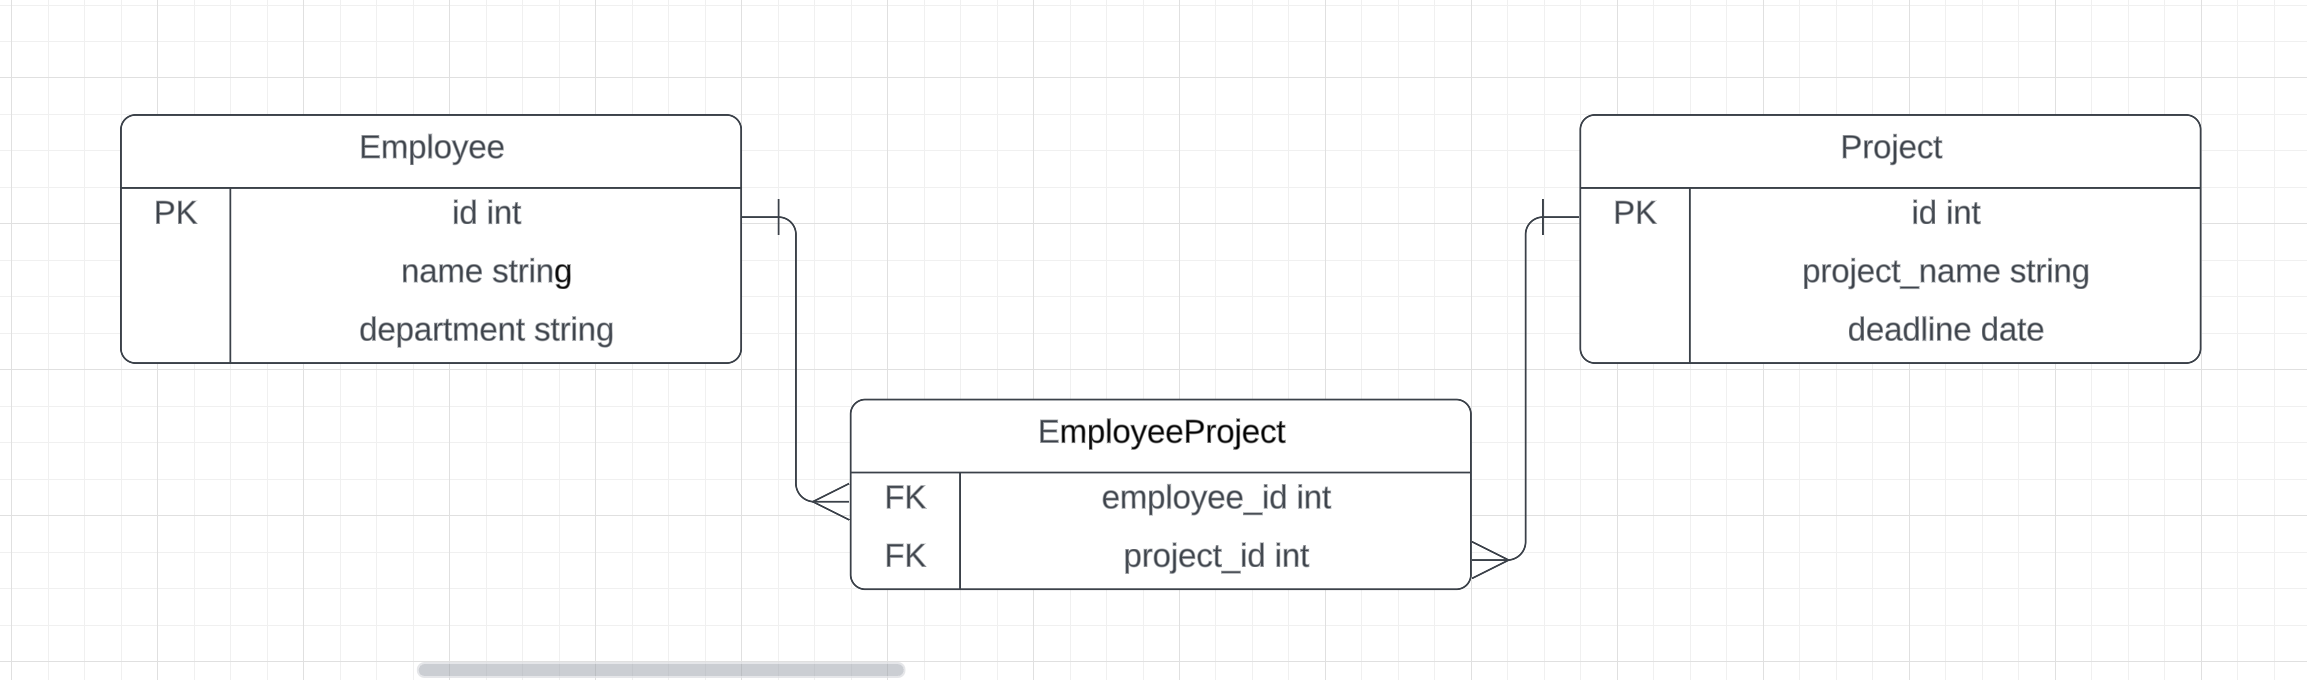 Employee
PK id int
name string
department string
Project
PK id int
project_name string
deadline date
EmployeeProject
FK employee_id int
FK project_id int